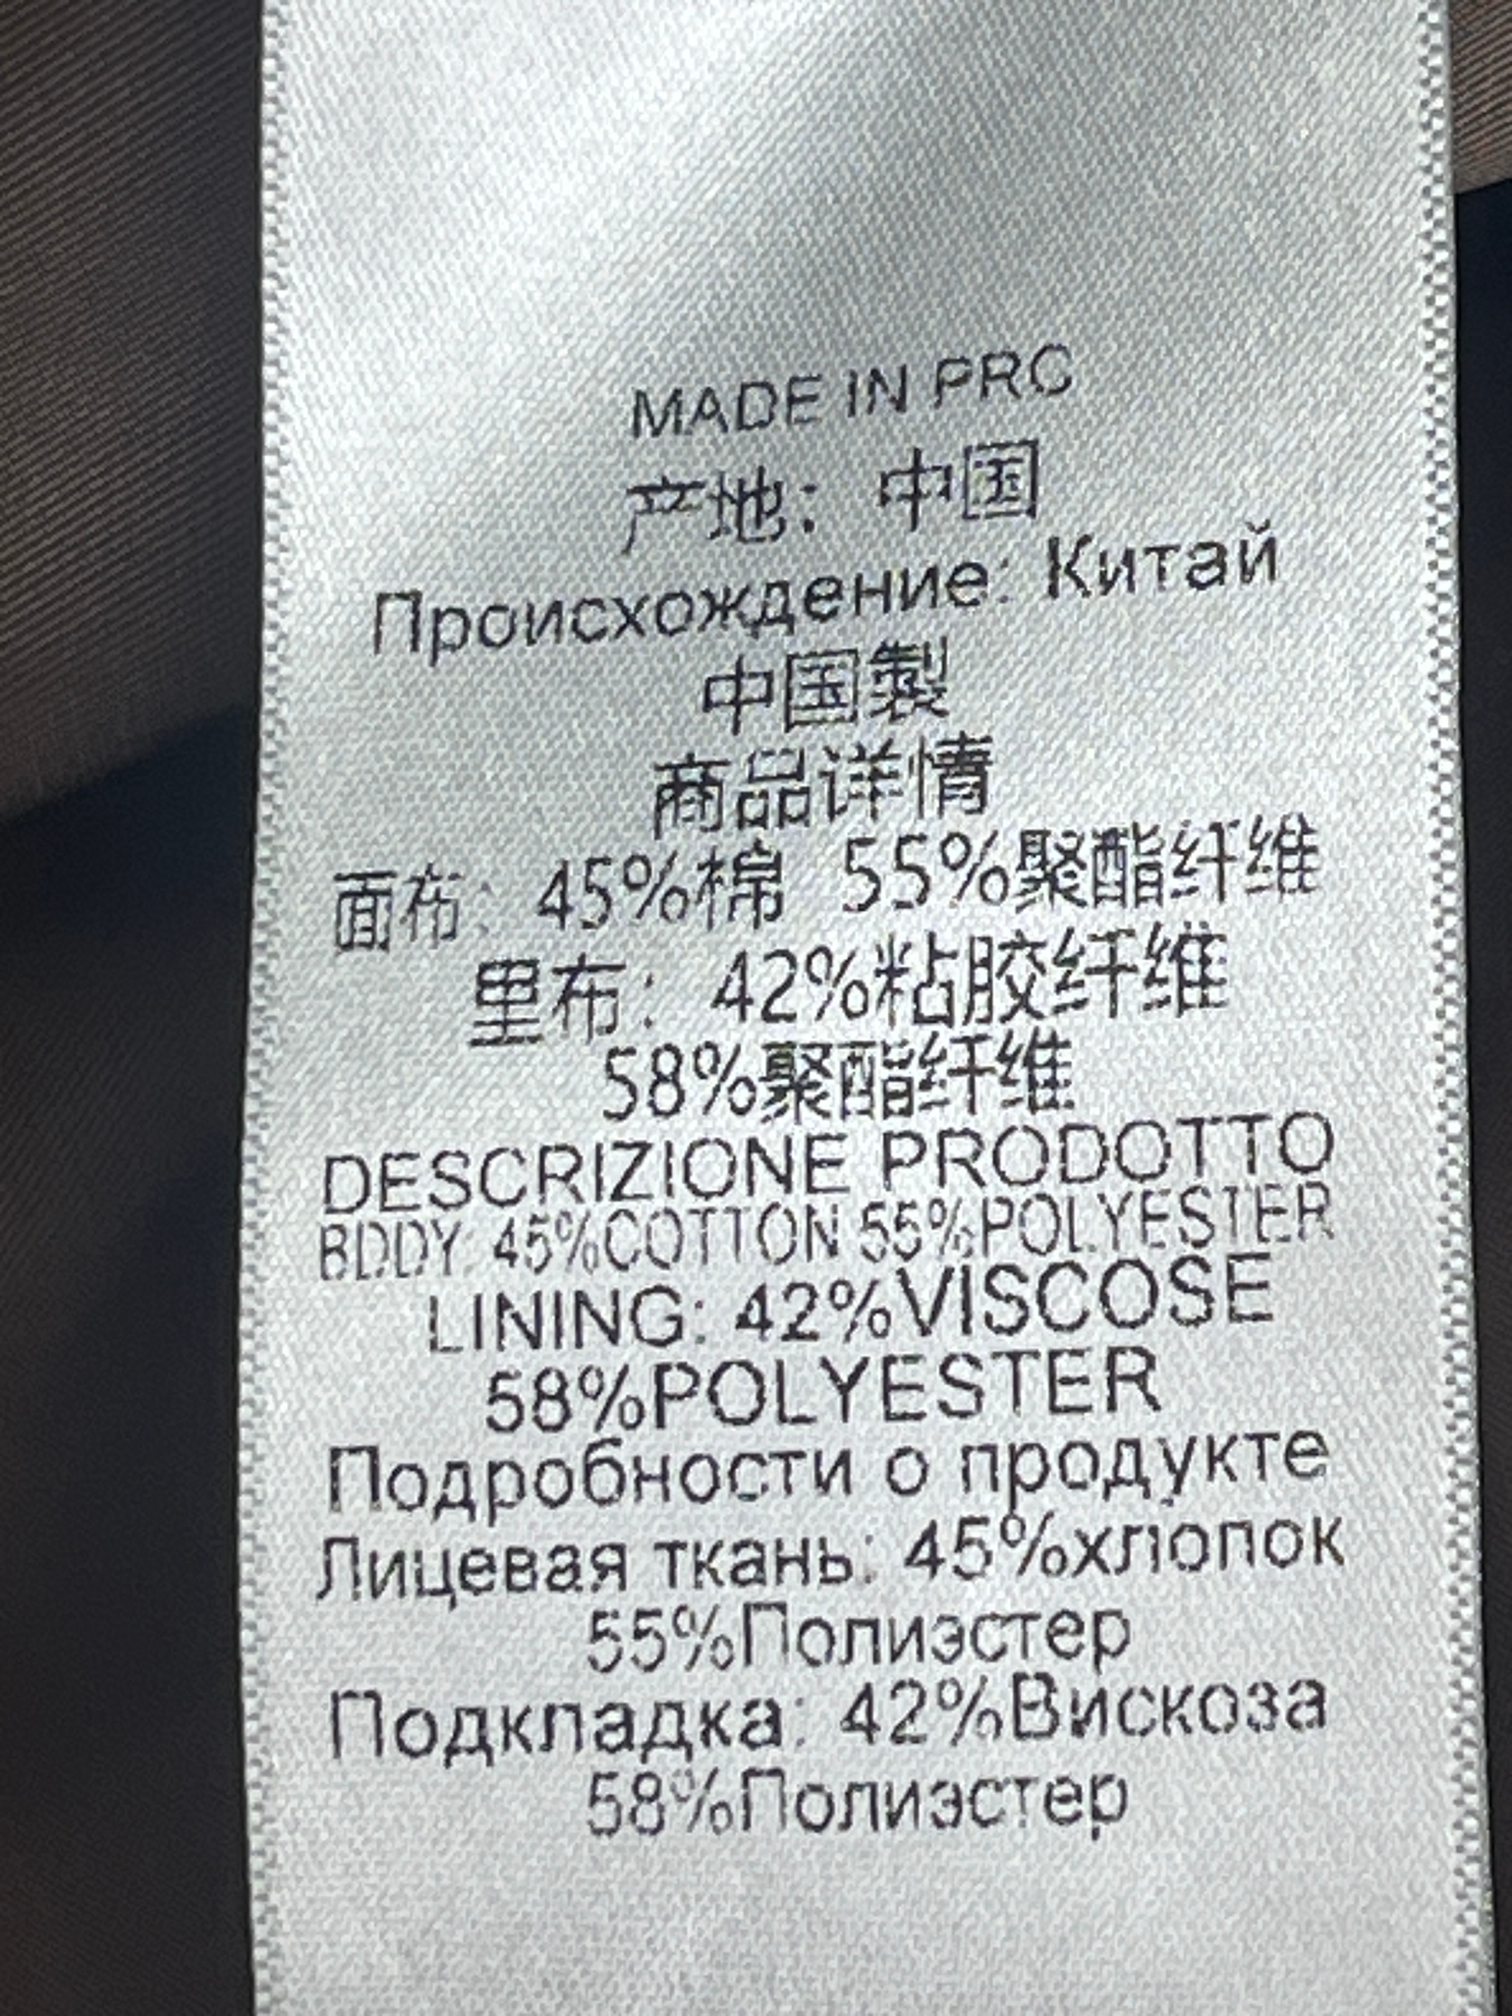 MADE IN PRC
产地： 中国
Происхождение: Китай
中国製
商品详情
面布： 45%棉 55%聚酯纤维
里布： 42%粘胶纤维
58%聚酯纤维
DESCRIZIONE PRODOTTO
BODY: 45%COTTON 55%POLYESTER
LINING: 42%VISCOSE
58%POLYESTER
Подробности о продукте
Лицевая ткань: 45%хлопок
55%Полиэстер
Подкладка: 42%Вискоза
58%Полиэстер